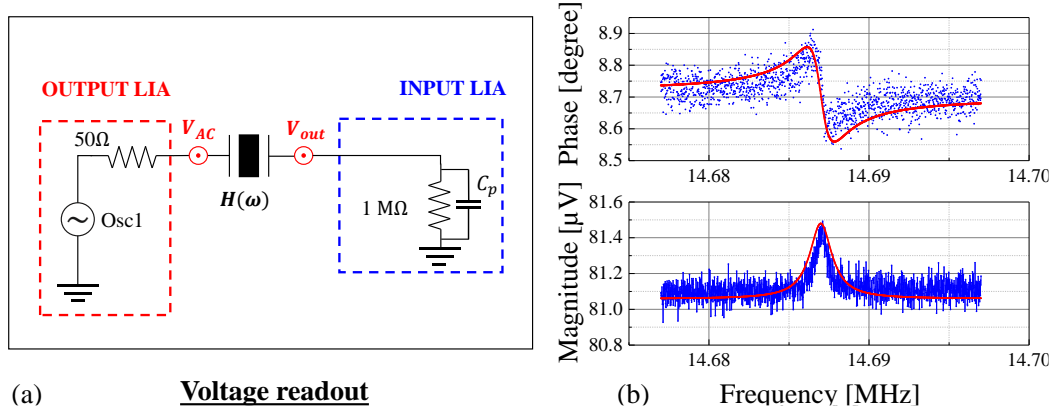 OUTPUT LIA
INPUT LIA
50Ω
V_AC
V_out
Osc1
H(ω)
1 MΩ
C_p
(a)
Voltage readout
Phase [degree]
8.9
8.8
8.7
8.6
8.5
14.68
14.69
14.70
Magnitude [µV]
81.6
81.4
81.2
81.0
80.8
14.68
14.69
14.70
(b)
Frequency [MHz]